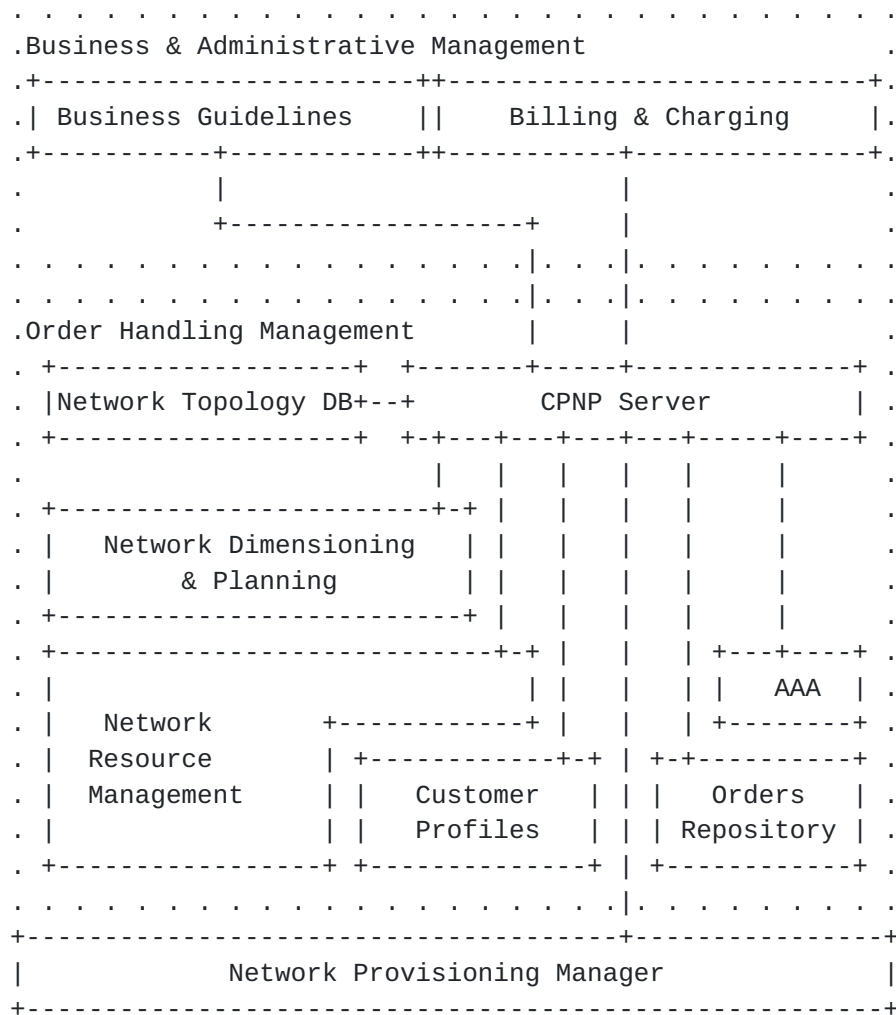 Business & Administrative Management
Business Guidelines Billing & Charging
Order Handling Management
Network Topology DB CPNP Server
Network Dimensioning
& Planning
AAA
Network
Resource
Management Customer Orders
Profiles Repository
Network Provisioning Manager